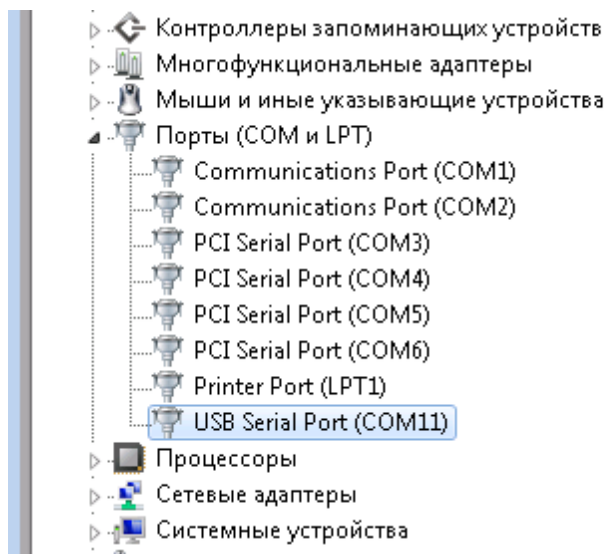 Контроллеры запоминающих устройств
Многофункциональные адаптеры
Мыши и иные указывающие устройства
Порты (COM и LPT)
Communications Port (COM1)
Communications Port (COM2)
PCI Serial Port (COM3)
PCI Serial Port (COM4)
PCI Serial Port (COM5)
PCI Serial Port (COM6)
Printer Port (LPT1)
USB Serial Port (COM11)
Процессоры
Сетевые адаптеры
Системные устройства